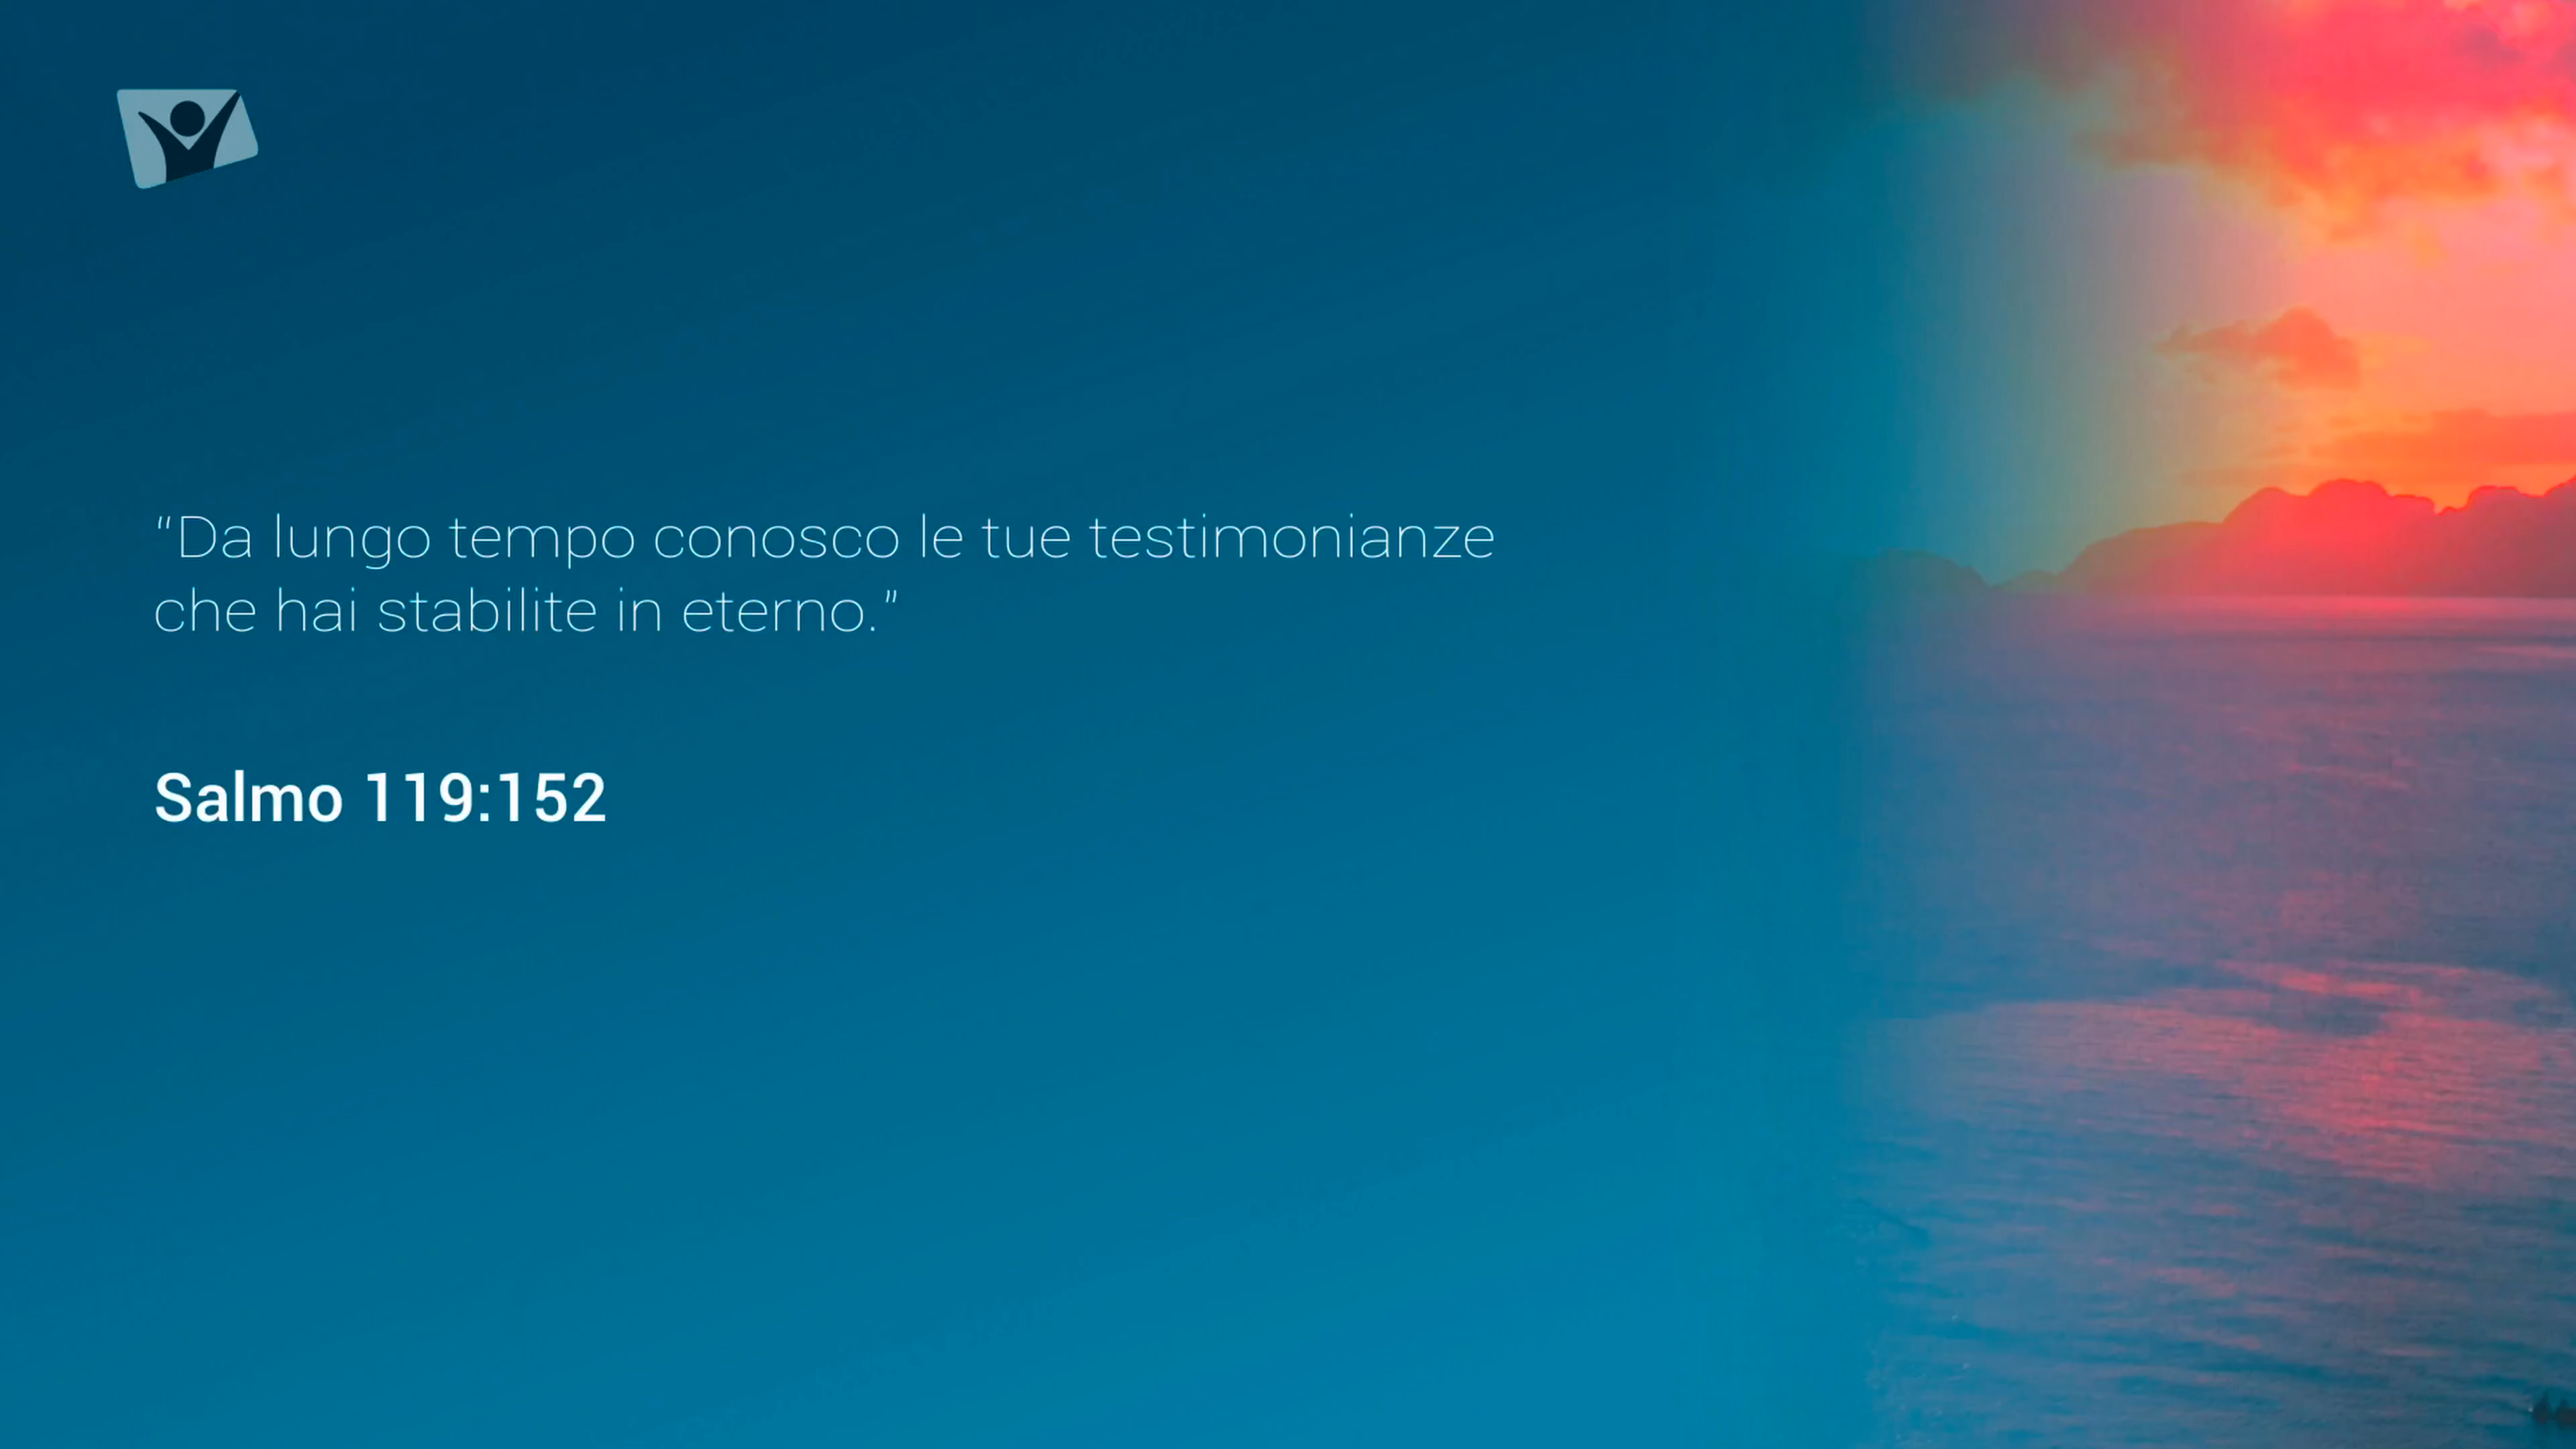 “Da lungo tempo conosco le tue testimonianze
che hai stabilite in eterno.”
Salmo 119:152